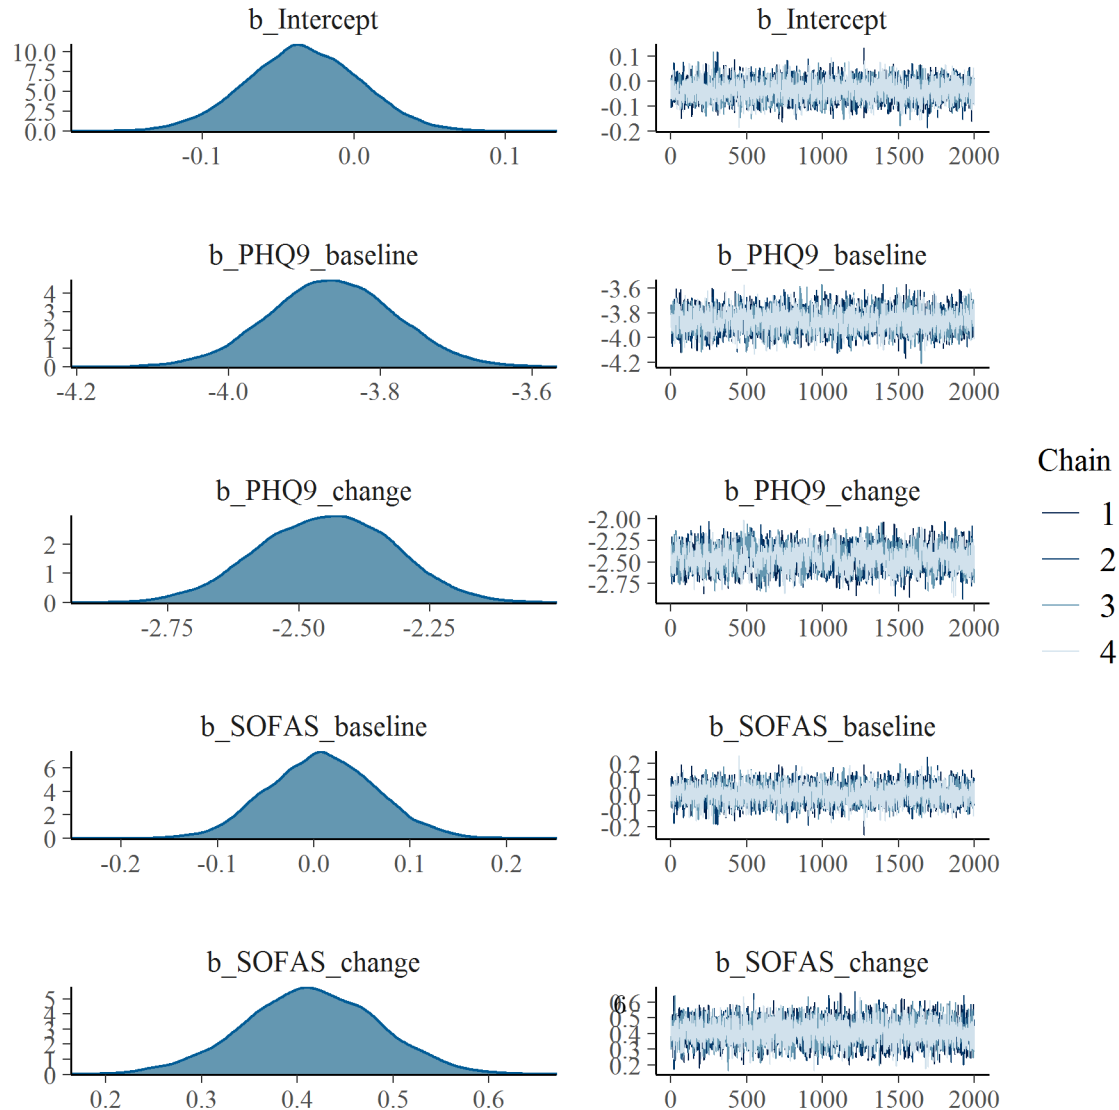 b_Intercept
10.0
7.5
5.0
2.5
0.0
-0.1 0.0 0.1
b_Intercept
0.1
0.0
-0.1
-0.2
0 500 1000 1500 2000
b_PHQ9_baseline
4
3
2
1
0
-4.2 -4.0 -3.8 -3.6
b_PHQ9_baseline
-3.6
-3.8
-4.0
-4.2
0 500 1000 1500 2000
b_PHQ9_change
2
1
0
-2.75 -2.50 -2.25
b_PHQ9_change
-2.00
-2.25
-2.50
-2.75
0 500 1000 1500 2000
b_SOFAS_baseline
6
4
2
0
-0.2 -0.1 0.0 0.1 0.2
b_SOFAS_baseline
0.2
0.1
0.0
-0.1
-0.2
0 500 1000 1500 2000
b_SOFAS_change
5
4
3
2
1
0
0.2 0.3 0.4 0.5 0.6
b_SOFAS_change
0.6
0.5
0.4
0.3
0.2
6
0 500 1000 1500 2000
Chain
1
2
3
4